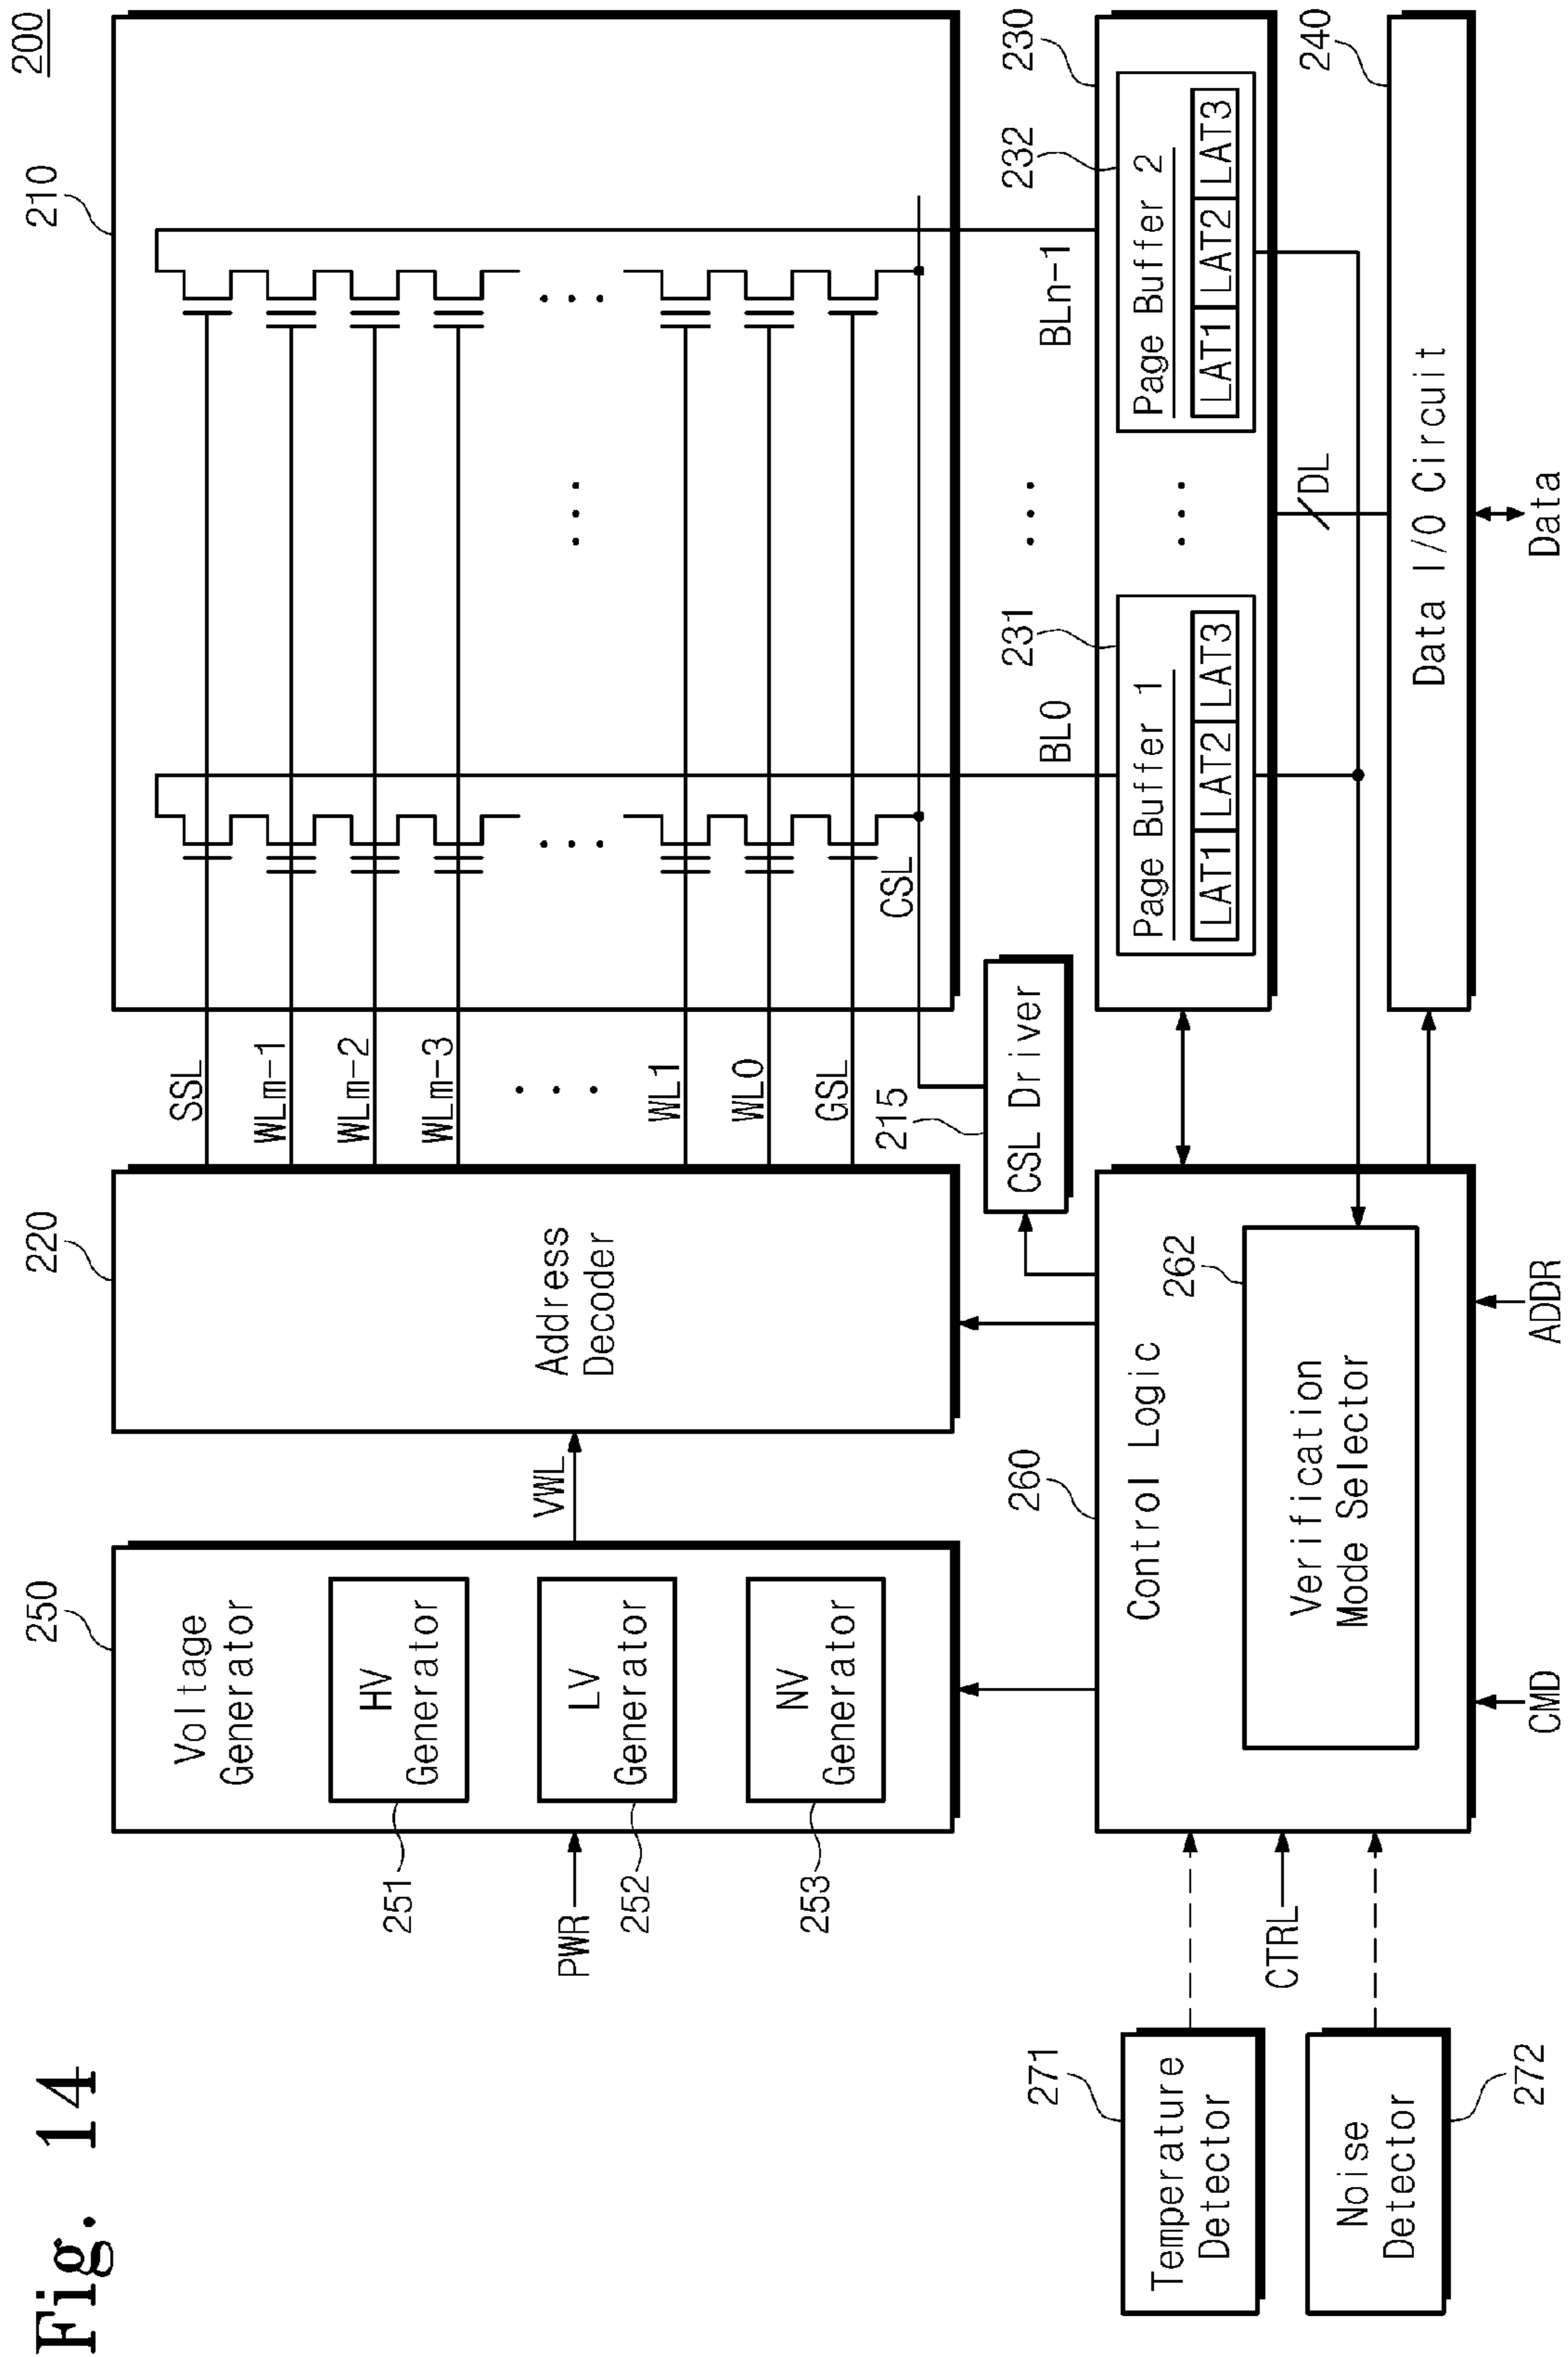 Fig. 14
200
250
220
210
Voltage
Generator
HV
Generator
251
LV
Generator
252
NV
Generator
253
PWR
VWL
Address
Decoder
SSL
WLm-1
WLm-2
WLm-3
WL1
WL0
GSL
CSL
215
CSL Driver
BL0
BLn-1
271
Temperature
Detector
Noise
Detector
272
CTRL
260
Control Logic
262
Verification
Mode Selector
CMD
ADDR
230
231
Page Buffer 1
LAT1 LAT2 LAT3
232
Page Buffer 2
LAT1 LAT2 LAT3
DL
240
Data I/O Circuit
Data